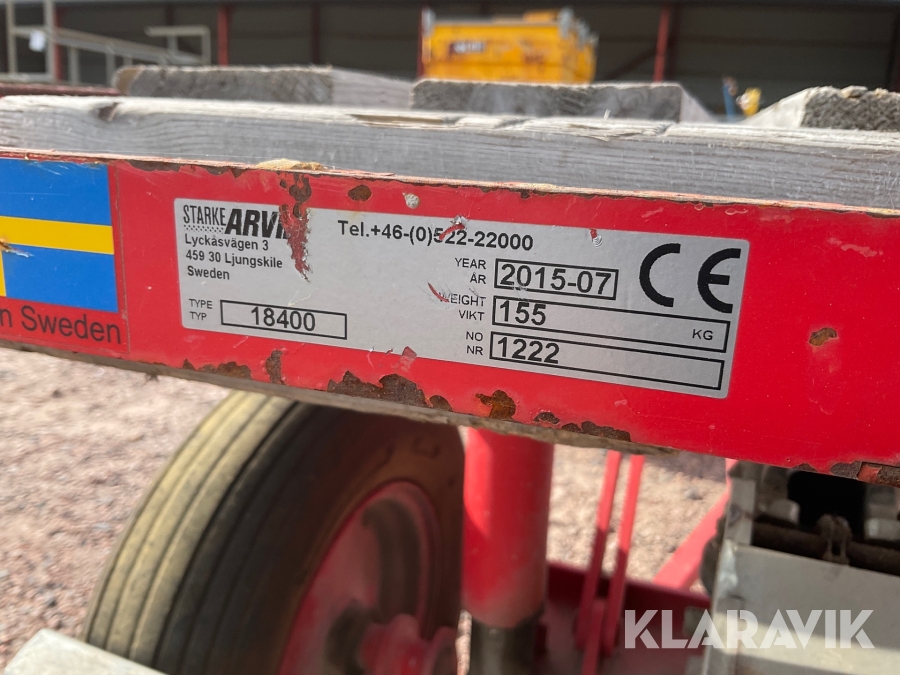 STARKE
Tel.+46-(0)522-22000
Lyckåsvägen 3
459 30 Ljungskile
Sweden
YEAR
ÅR
2015-07
CE
WEIGHT
VIKT
155
KG
TYPE
TYP
18400
NO
NR
1222
Sweden
KLARAVIK